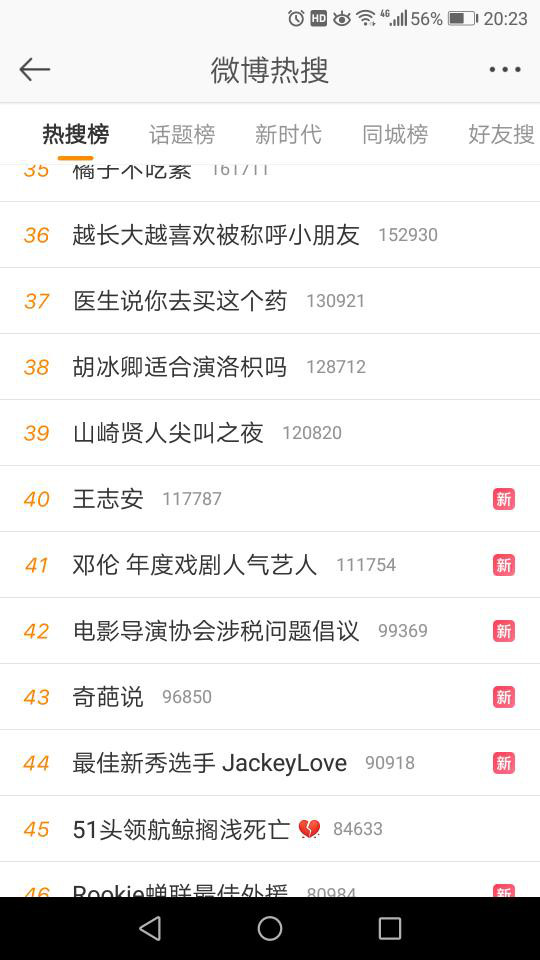 HD 4G 56% 20:23
微博热搜
热搜榜 话题榜 新时代 同城榜 好友搜
35 橘子不吃素 161711
36 越长大越喜欢被称呼小朋友 152930
37 医生说你去买这个药 130921
38 胡冰卿适合演洛枳吗 128712
39 山崎贤人尖叫之夜 120820
40 王志安 117787 新
41 邓伦 年度戏剧人气艺人 111754 新
42 电影导演协会涉税问题倡议 99369 新
43 奇葩说 96850 新
44 最佳新秀选手 JackeyLove 90918 新
45 51头领航鲸搁浅死亡 💔 84633
46 Rookie蝉联最佳外援 80984 新